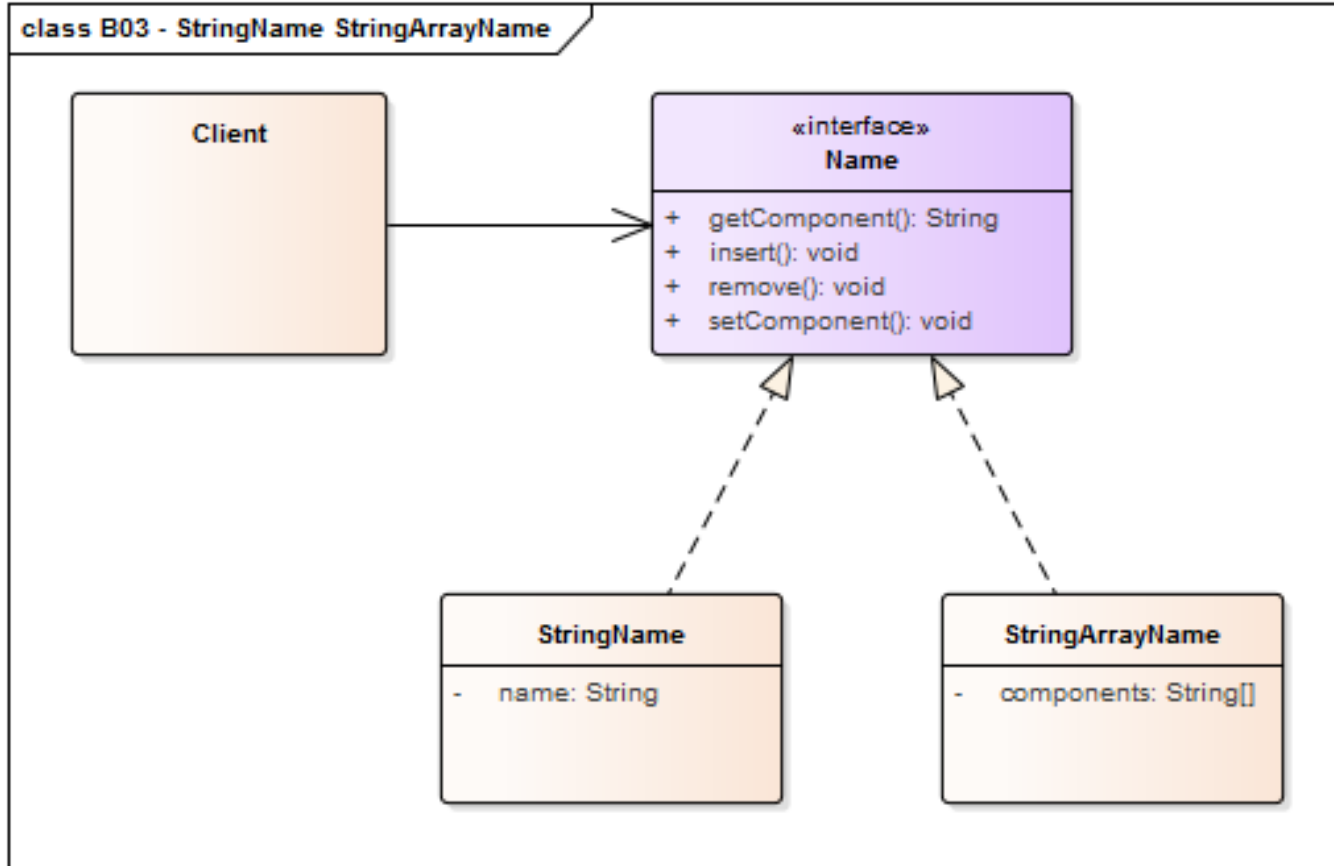 class B03 - StringName StringArrayName
Client
«interface»
Name
+ getComponent(): String
+ insert(): void
+ remove(): void
+ setComponent(): void
StringName
- name: String
StringArrayName
- components: String[]